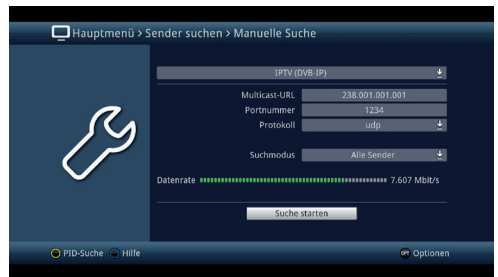 Hauptmenü > Sender suchen > Manuelle Suche
IPTV (DVB-IP)
Multicast-URL 238.001.001.001
Portnummer 1234
Protokoll udp
Suchmodus Alle Sender
Datenrate 7.607 Mbit/s
Suche starten
PID-Suche Hilfe OPT Optionen